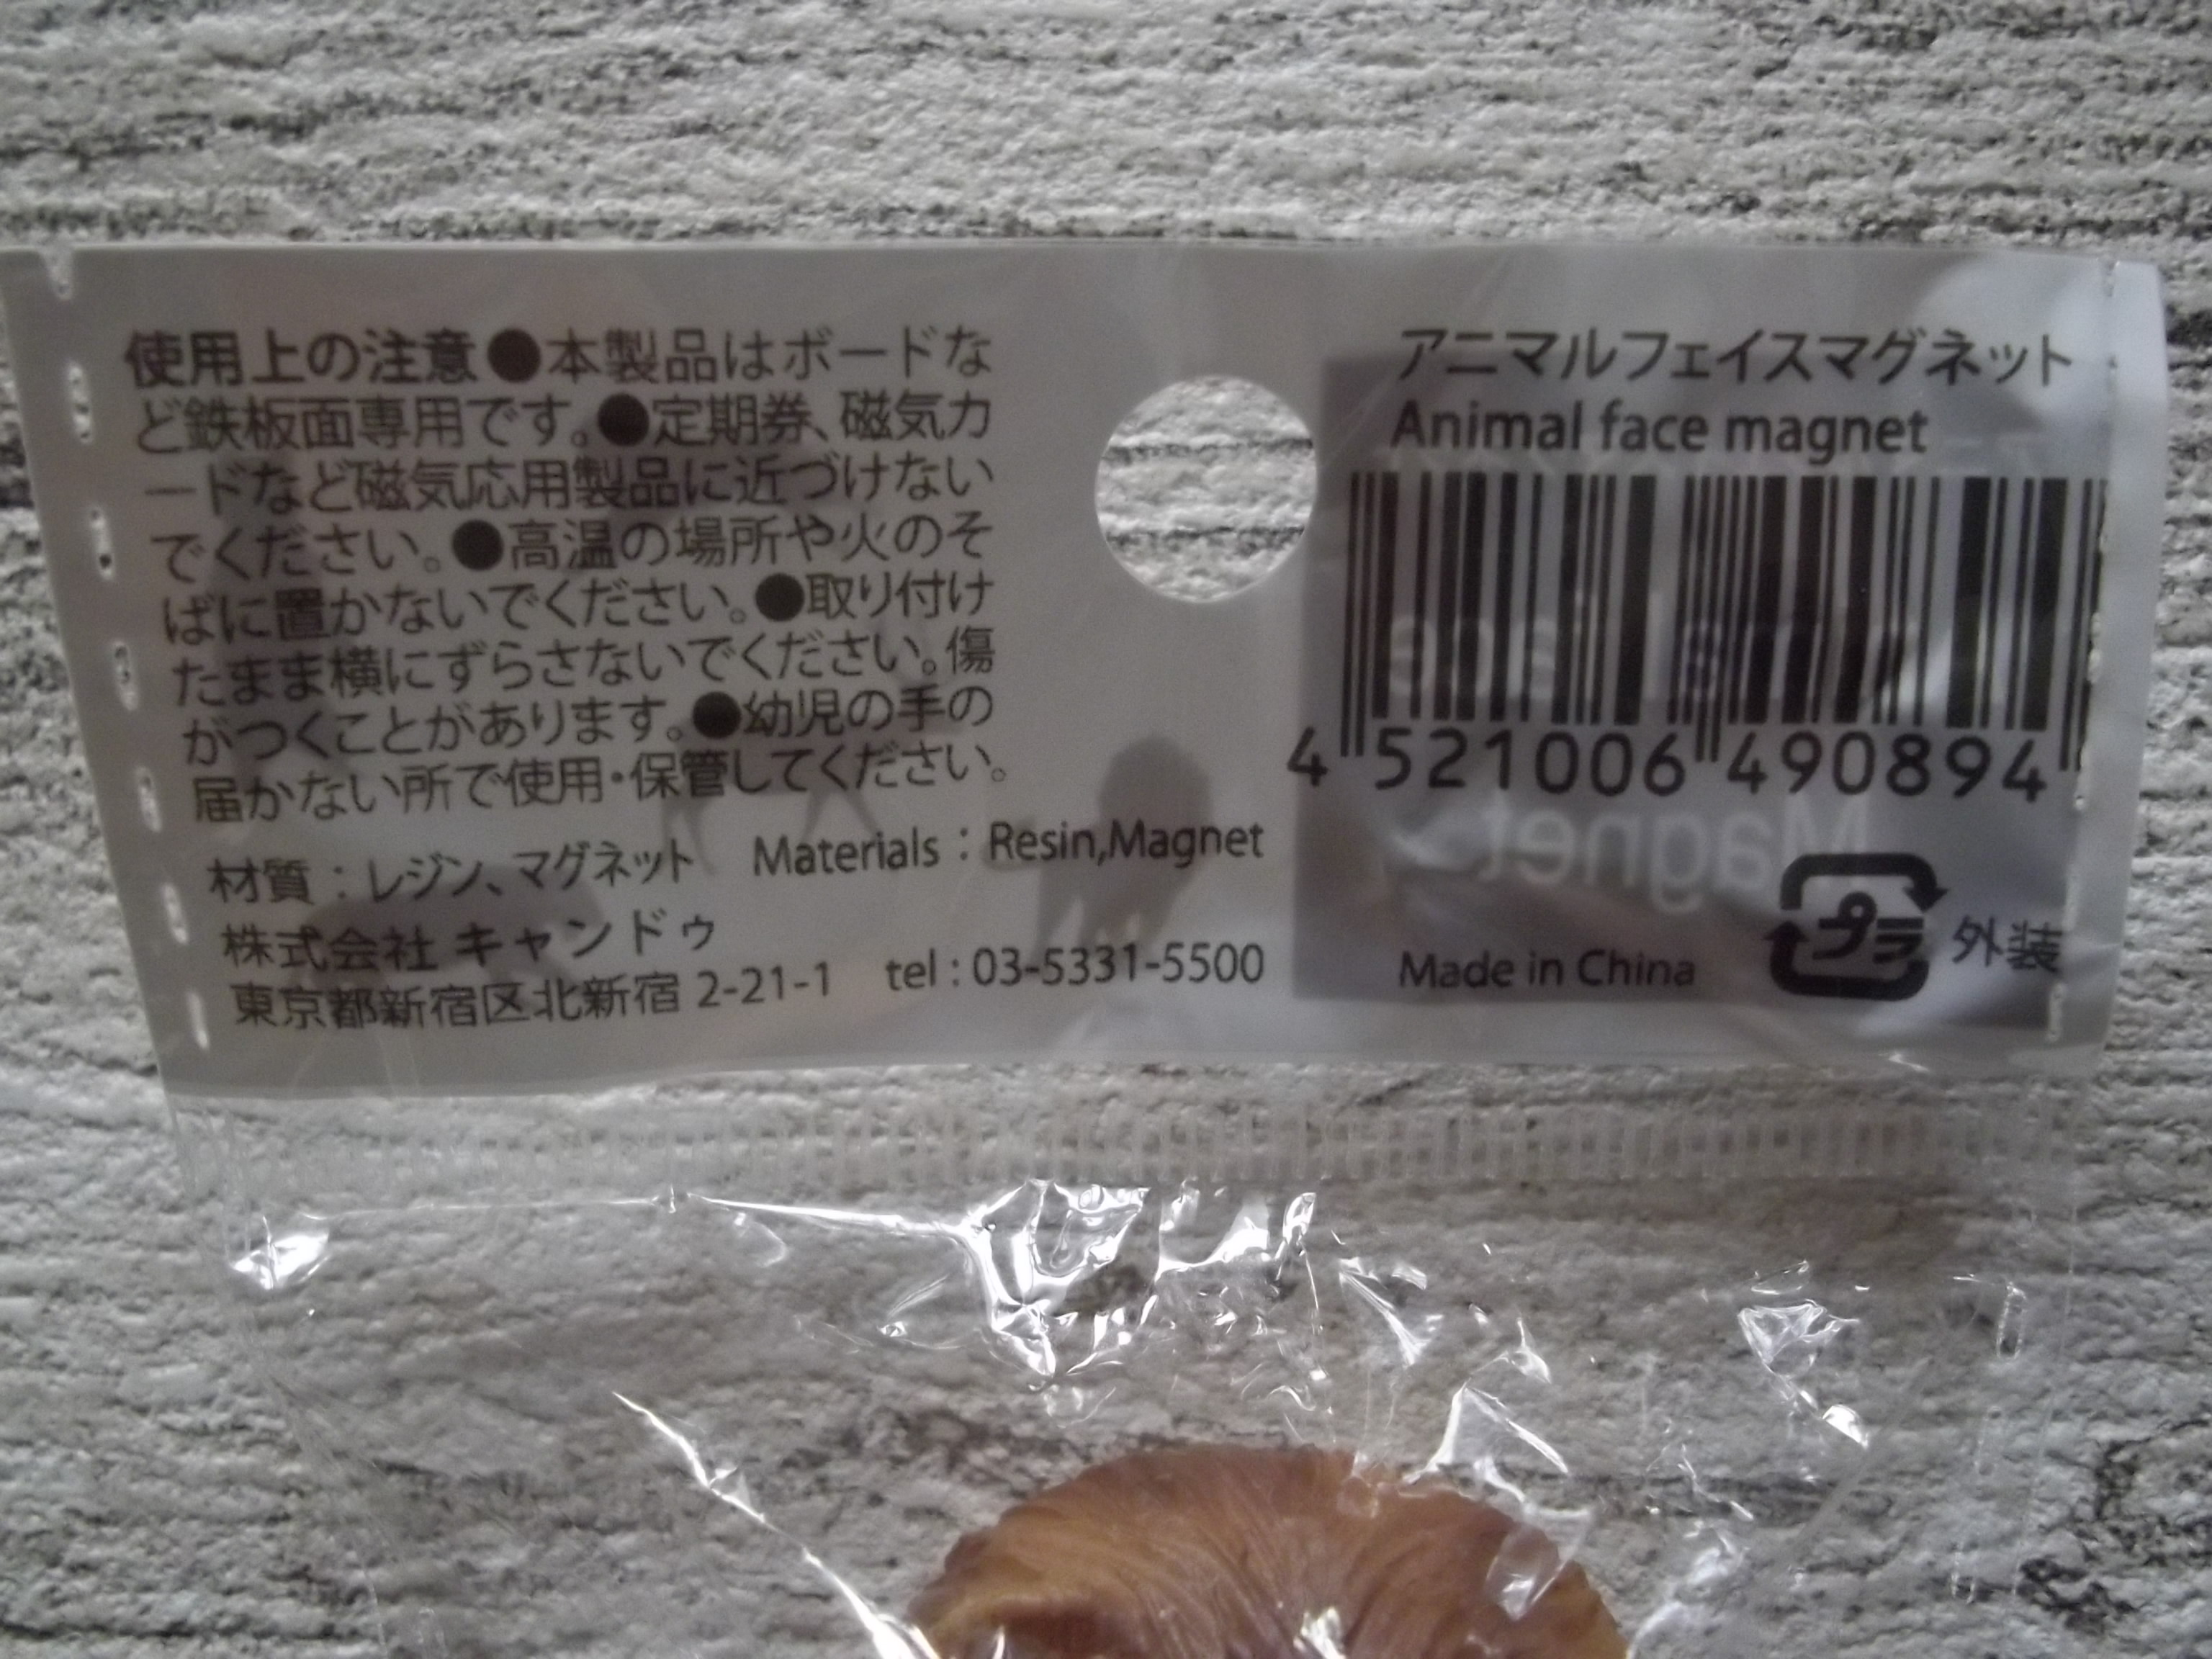 使用上の注意●本製品はボードな
ど鉄板面専用です。●定期券、磁気カ
ードなど磁気応用製品に近づけない
でください。●高温の場所や火のそ
ばに置かないでください。●取り付け
たまま横にずらさないでください。傷
がつくことがあります。●幼児の手の
届かない所で使用・保管してください。
材質：レジン、マグネット Materials：Resin,Magnet
株式会社 キャンドゥ
東京都新宿区北新宿 2-21-1 tel : 03-5331-5500
アニマルフェイスマグネット
Animal face magnet
4 521006 490894
Magnet
Made in China
プラ 外装